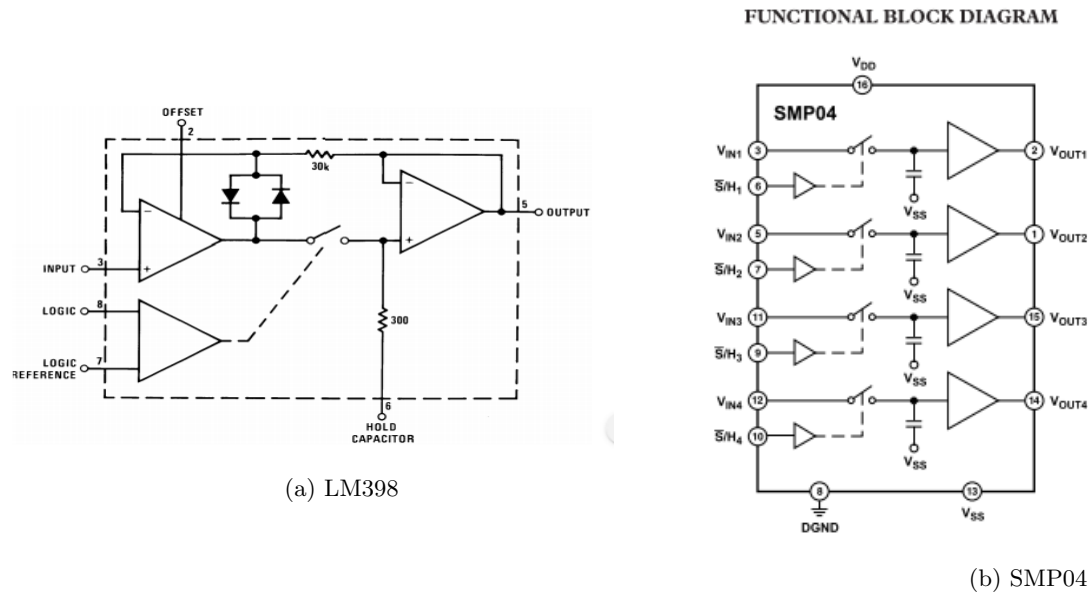 FUNCTIONAL BLOCK DIAGRAM
OFFSET
2
30k
5
OUTPUT
INPUT
3
LOGIC
8
LOGIC
REFERENCE
7
300
6
HOLD
CAPACITOR
−
+
−
+
(a) LM398
VDD
16
SMP04
VIN1 3
2 VOUT1
S̅/H1 6
VSS
VIN2 5
1 VOUT2
S̅/H2 7
VSS
VIN3 11
15 VOUT3
S̅/H3 9
VSS
VIN4 12
14 VOUT4
S̅/H4 10
VSS
8
DGND
13
VSS
(b) SMP04